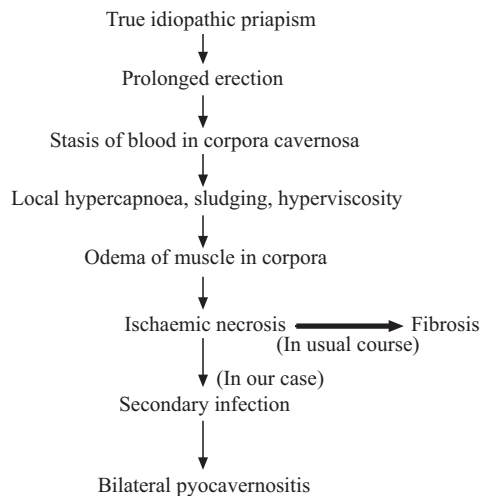 True idiopathic priapism
Prolonged erection
Stasis of blood in corpora cavernosa
Local hypercapnoea, sludging, hyperviscosity
Odema of muscle in corpora
Ischaemic necrosis
Fibrosis
(In usual course)
(In our case)
Secondary infection
Bilateral pyocavernositis